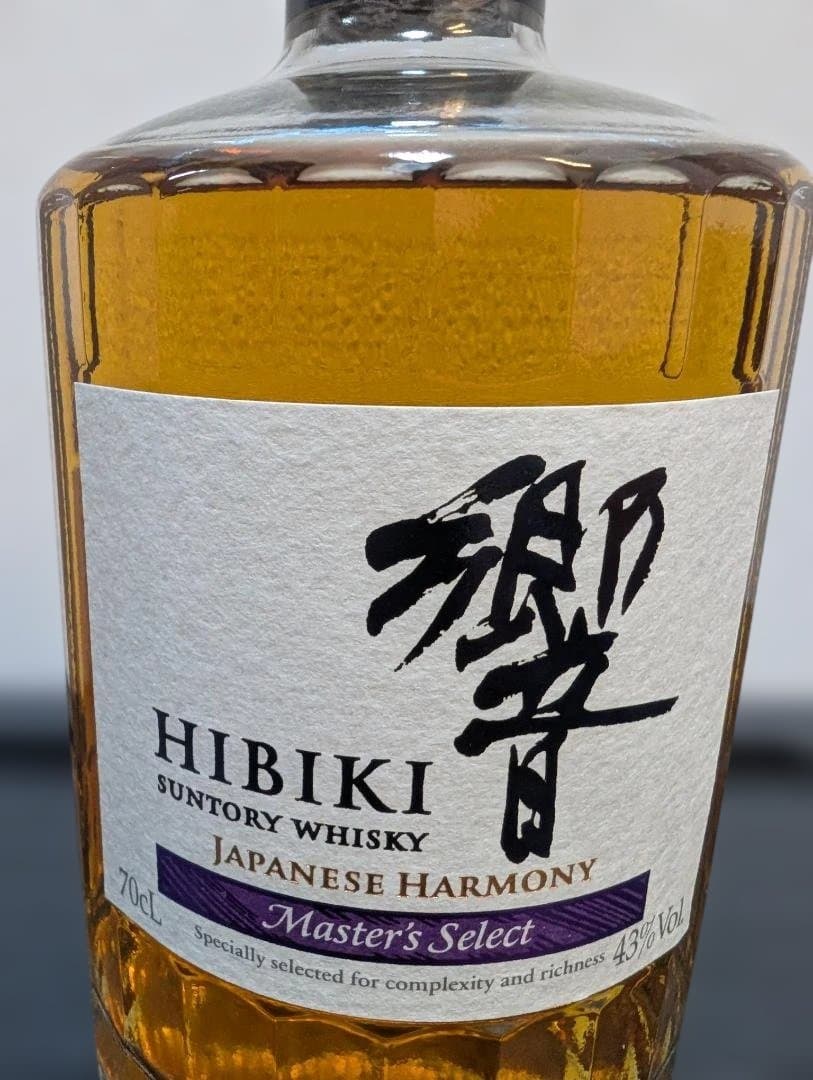 響
HIBIKI
SUNTORY WHISKY
JAPANESE HARMONY
Master's Select
70cL
Specially selected for complexity and richness
43% Vol.